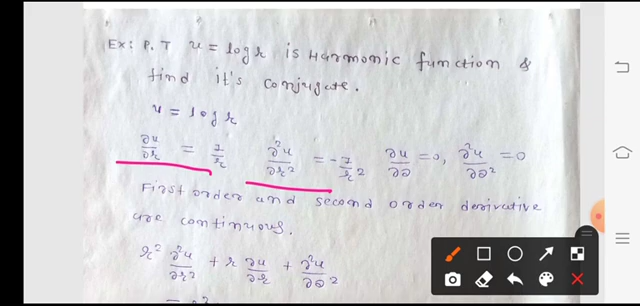 Ex: P.T u = log r is Harmonic function &
find it's conjugate.
u = log r
∂u/∂r = 1/r ∂²u/∂r² = -1/r² ∂u/∂θ = 0, ∂²u/∂θ² = 0
First order and second order derivative
are continuous.
r² ∂²u/∂r² + r ∂u/∂r + ∂²u/∂θ²